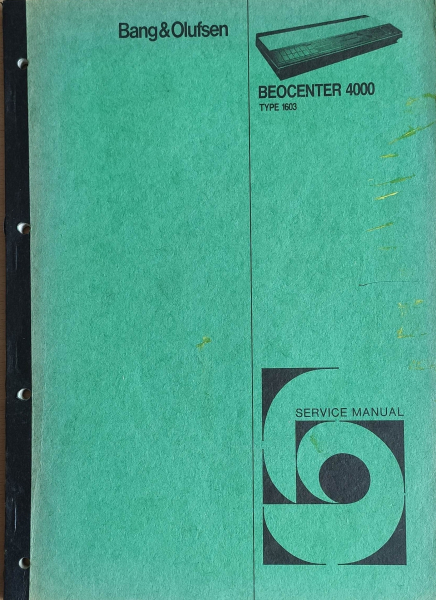 Bang&Olufsen
BEOCENTER 4000
TYPE 1603
SERVICE MANUAL